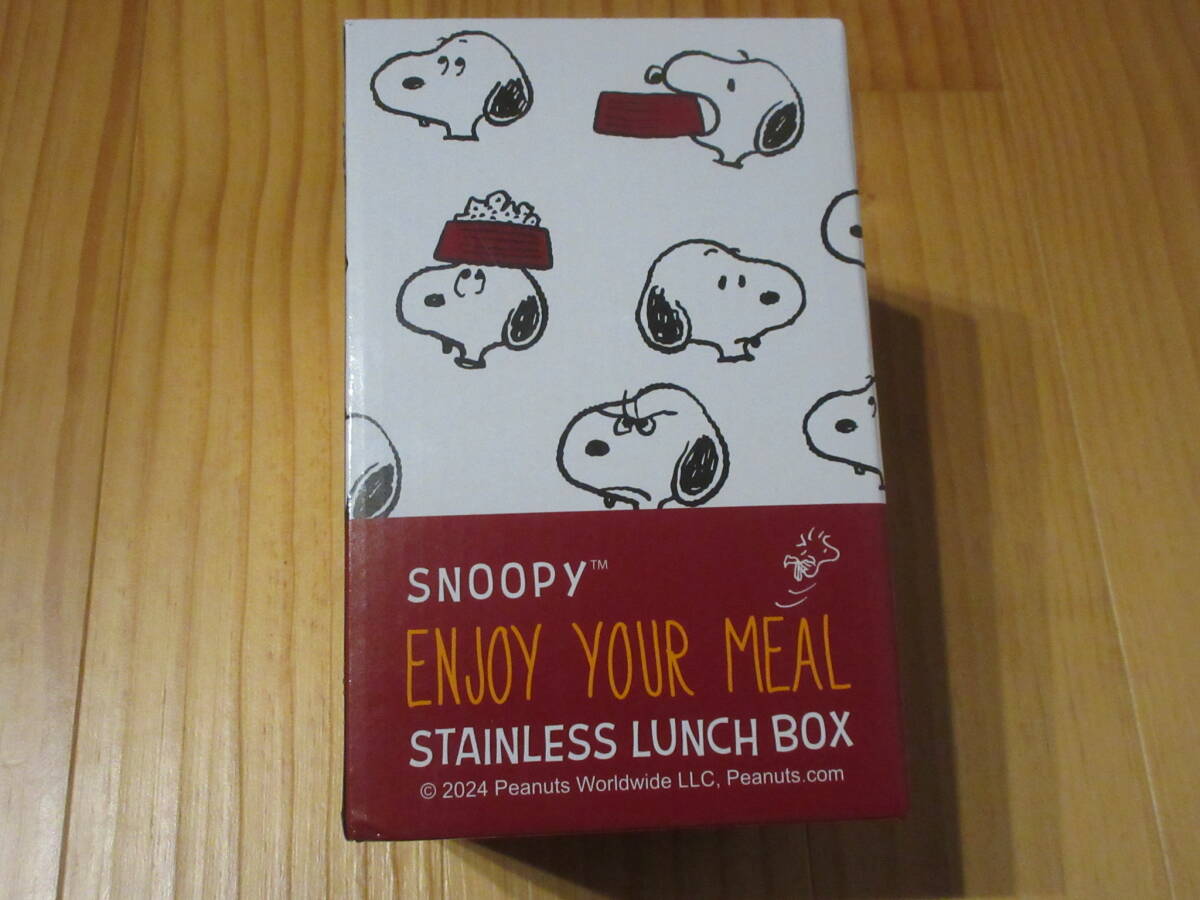 SNOOPY™
ENJOY YOUR MEAL
STAINLESS LUNCH BOX
© 2024 Peanuts Worldwide LLC, Peanuts.com